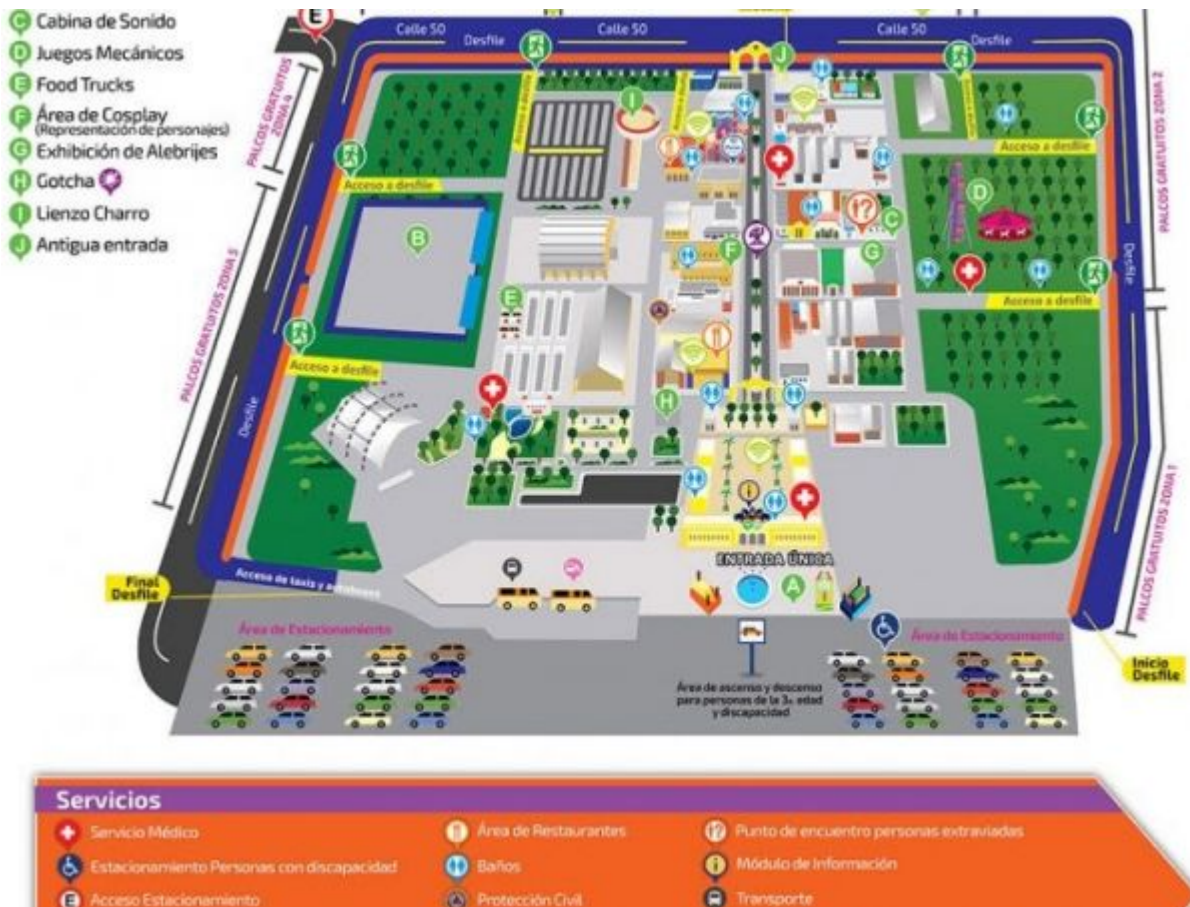 C Cabina de Sonido
D Juegos Mecánicos
E Food Trucks
F Área de Cosplay
(Representación de personajes)
G Exhibición de Alebrijes
H Gotcha
I Lienzo Charro
J Antigua entrada
E
Calle 50
Desfile
Calle 50
Calle 50
Desfile
J
PALCOS GRATUITOS
ZONA 4
PALCOS GRATUITOS ZONA 2
Acceso a desfile
I
Acceso a desfile
Acceso a desfile
D
B
C
F
G
Desfile
Acceso a desfile
E
PALCOS GRATUITOS ZONA 3
Acceso a desfile
H
Desfile
i
PALCOS GRATUITOS ZONA 1
ENTRADA ÚNICA
A
Acceso de taxis y autobuses
Final
Desfile
Área de Estacionamiento
Área de Estacionamiento
Inicio
Desfile
Área de ascenso y descenso
para personas de la 3a. edad
y discapacidad
Servicios
Servicio Médico
Área de Restaurantes
Punto de encuentro personas extraviadas
Estacionamiento Personas con discapacidad
Baños
Módulo de Información
E Acceso Estacionamiento
Protección Civil
Transporte